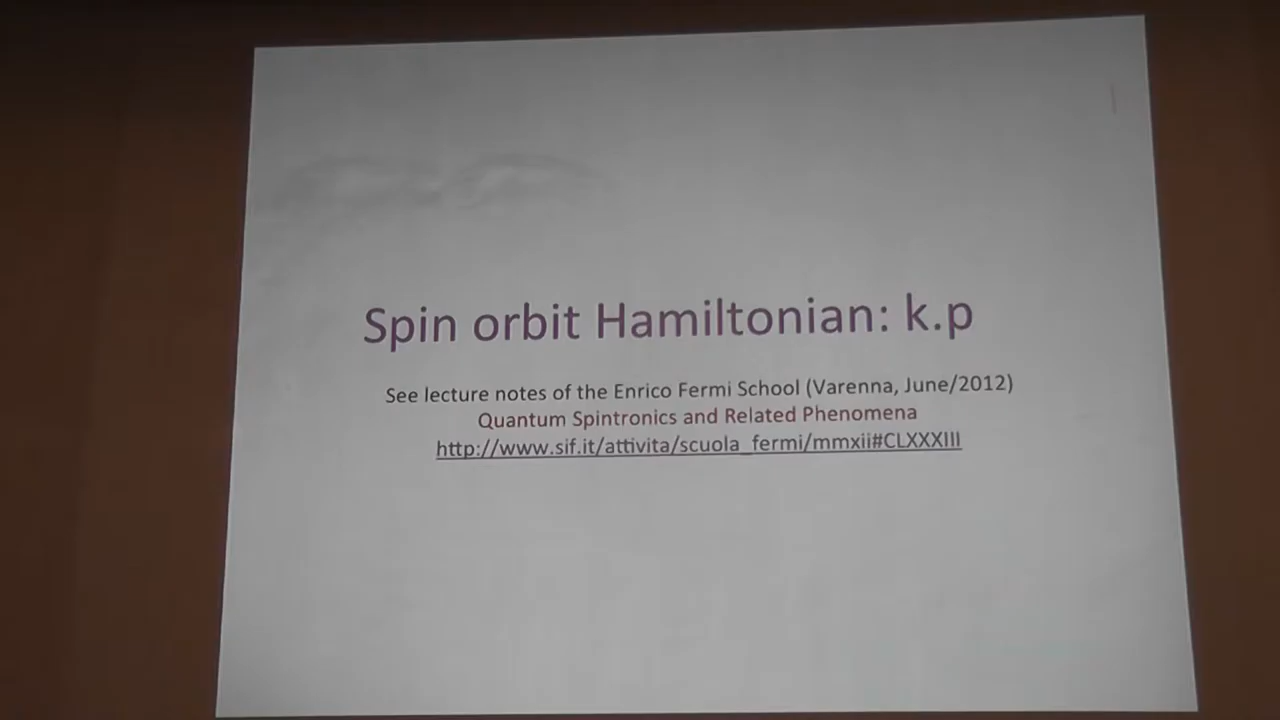 Spin orbit Hamiltonian: k.p
See lecture notes of the Enrico Fermi School (Varenna, June/2012)
Quantum Spintronics and Related Phenomena
http://www.sif.it/attivita/scuola_fermi/mmxii#CLXXXIII